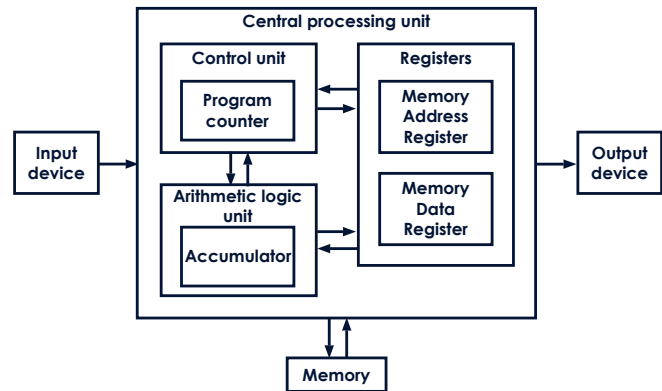 Central processing unit
Control unit
Program
counter
Registers
Memory
Address
Register
Input
device
Output
device
Arithmetic logic
unit
Accumulator
Memory
Data
Register
Memory